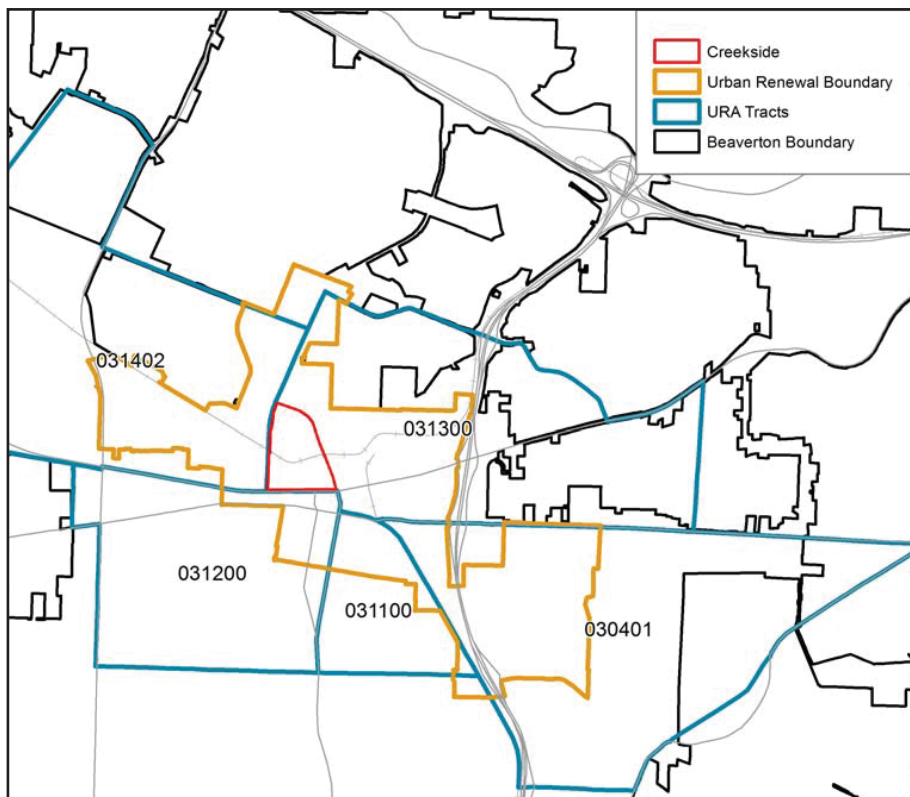 Creekside
Urban Renewal Boundary
URA Tracts
Beaverton Boundary
031402
031300
031200
031100
030401